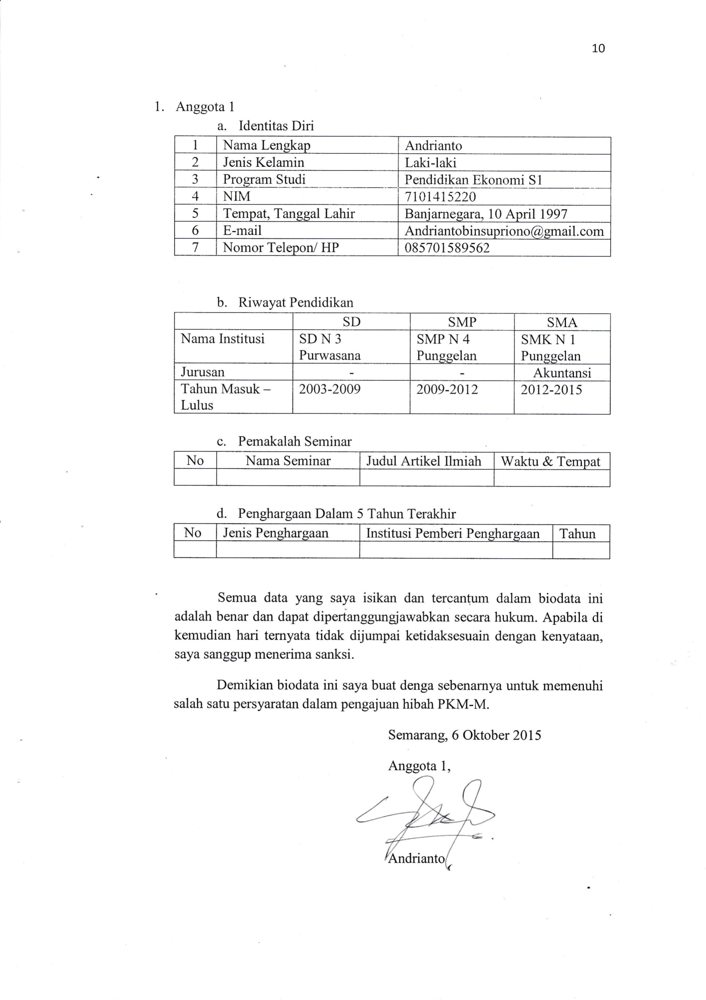 10
1. Anggota 1
a. Identitas Diri
1 Nama Lengkap Andrianto
2 Jenis Kelamin Laki-laki
3 Program Studi Pendidikan Ekonomi S1
4 NIM 7101415220
5 Tempat, Tanggal Lahir Banjarnegara, 10 April 1997
6 E-mail Andriantobinsupriono@gmail.com
7 Nomor Telepon/ HP 085701589562
b. Riwayat Pendidikan
SD SMP SMA
Nama Institusi SD N 3 SMP N 4 SMK N 1
Purwasana Punggelan Punggelan
Jurusan - - Akuntansi
Tahun Masuk – 2003-2009 2009-2012 2012-2015
Lulus
c. Pemakalah Seminar
No Nama Seminar Judul Artikel Ilmiah Waktu & Tempat
d. Penghargaan Dalam 5 Tahun Terakhir
No Jenis Penghargaan Institusi Pemberi Penghargaan Tahun
Semua data yang saya isikan dan tercantum dalam biodata ini
adalah benar dan dapat dipertanggungjawabkan secara hukum. Apabila di
kemudian hari ternyata tidak dijumpai ketidaksesuain dengan kenyataan,
saya sanggup menerima sanksi.
Demikian biodata ini saya buat denga sebenarnya untuk memenuhi
salah satu persyaratan dalam pengajuan hibah PKM-M.
Semarang, 6 Oktober 2015
Anggota 1,
Andrianto